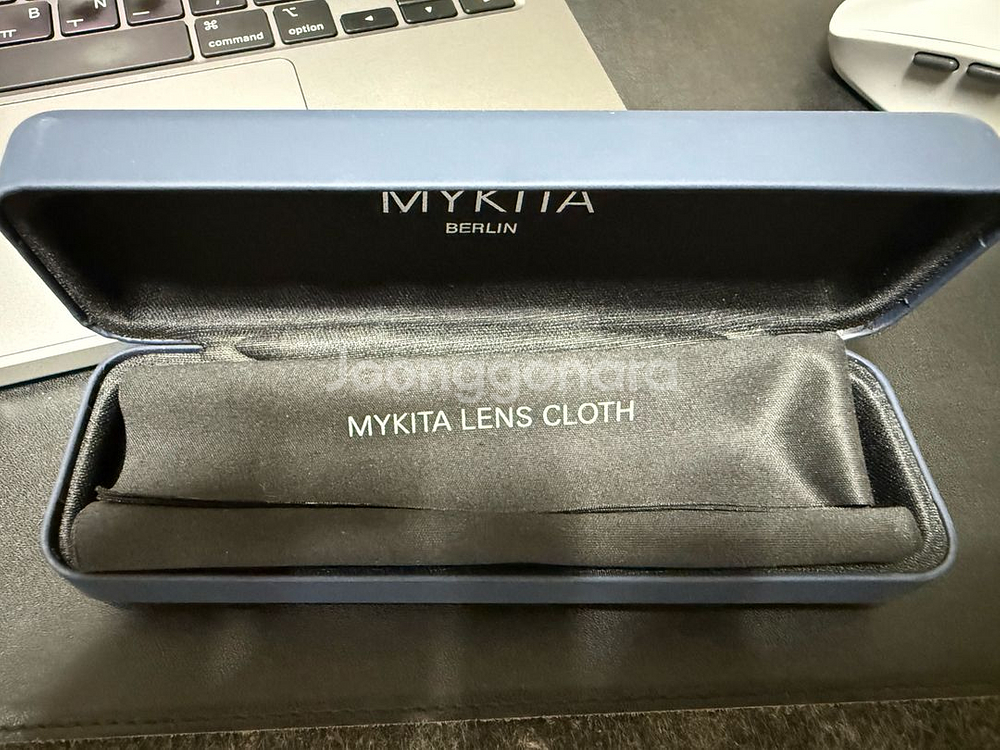 B ㅠ
N ㅜ
⌘
command
⌥
option
◀
▼
MYKITA
BERLIN
Joonggonara
MYKITA LENS CLOTH